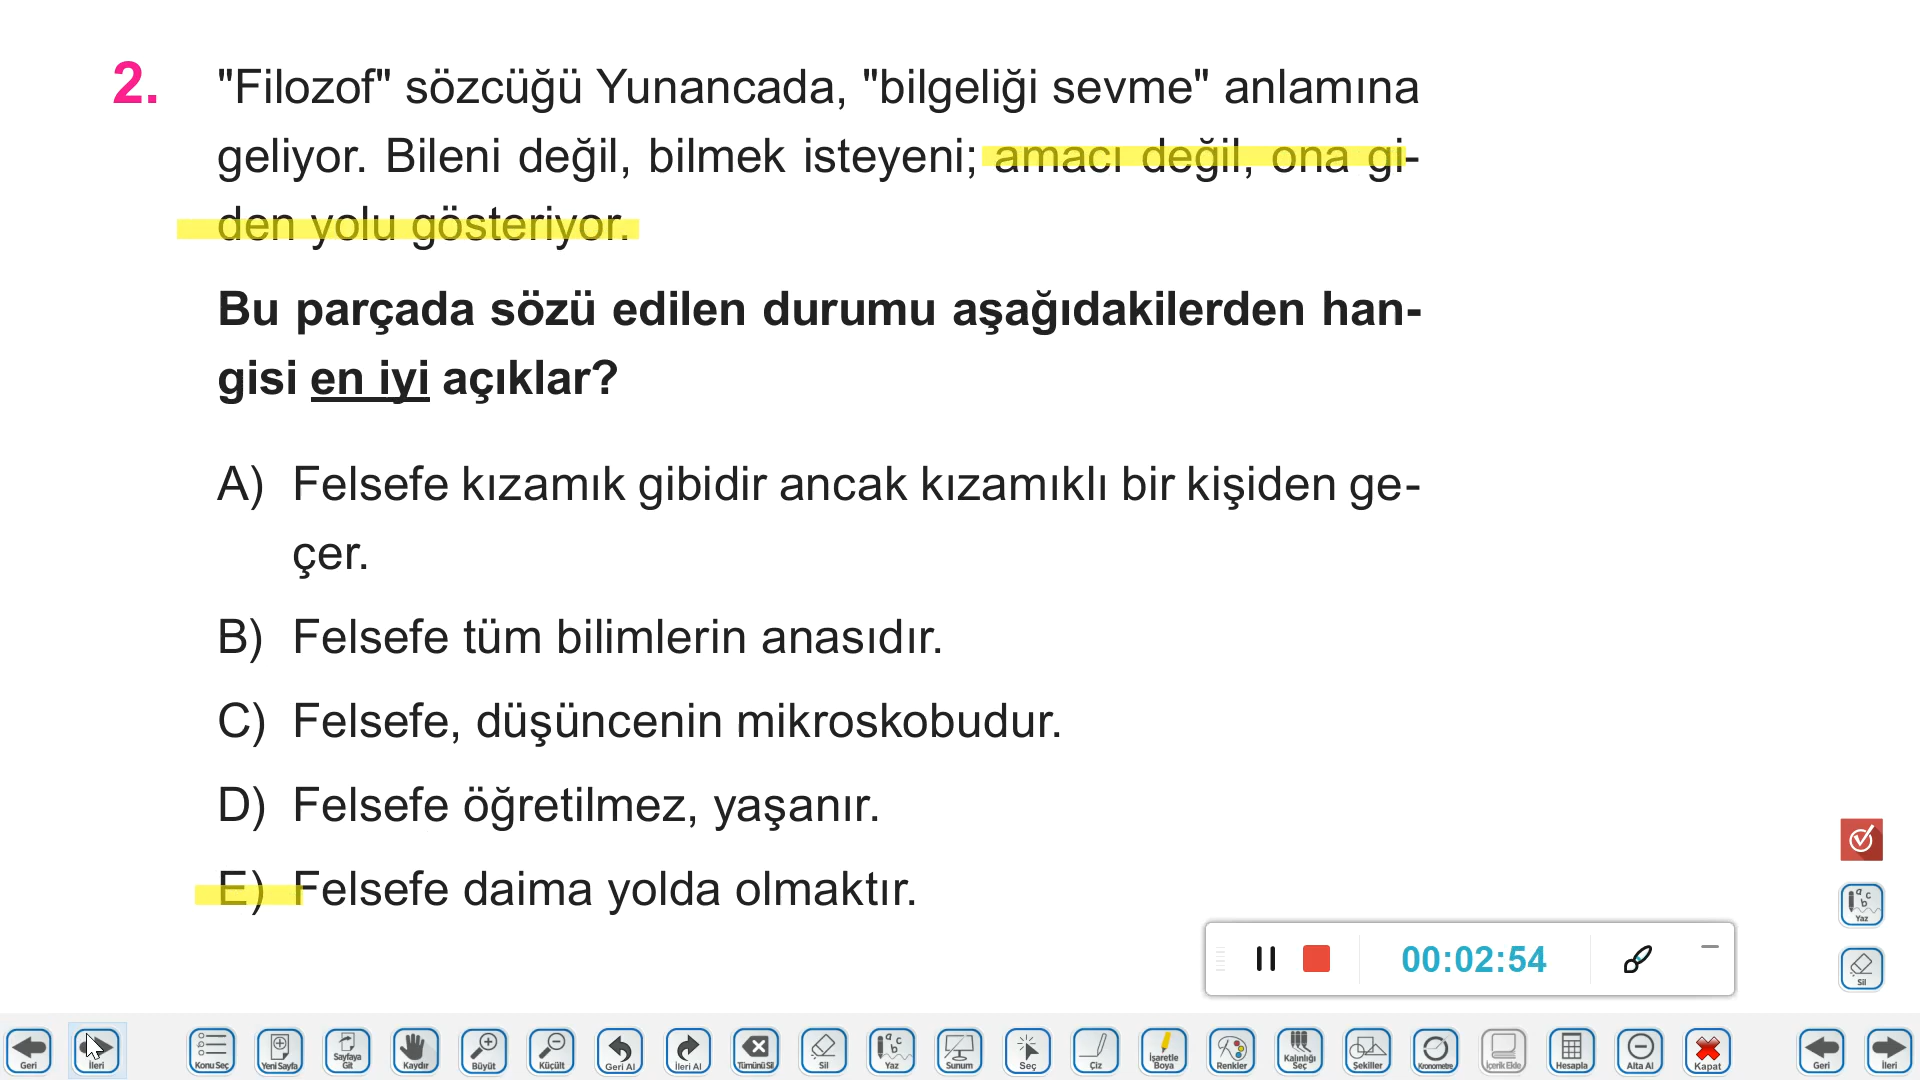 2. "Filozof" sözcüğü Yunancada, "bilgeliği sevme" anlamına
geliyor. Bileni değil, bilmek isteyeni; amacı değil, ona gi-
den yolu gösteriyor.
Bu parçada sözü edilen durumu aşağıdakilerden han-
gisi en iyi açıklar?
A) Felsefe kızamık gibidir ancak kızamıklı bir kişiden ge-
çer.
B) Felsefe tüm bilimlerin anasıdır.
C) Felsefe, düşüncenin mikroskobudur.
D) Felsefe öğretilmez, yaşanır.
E) Felsefe daima yolda olmaktır.
00:02:54
a b c
Yaz
Sil
Geri İleri Konu Seç Yeni Sayfa Sayfaya Git Kaydır Büyüt Küçült Geri Al İleri Al Tümünü Sil Sil Yaz Sunum Seç Çiz İşaretle Boya Renkler Kalınlığı Seç Şekiller Kronometre İçerik Ekle Hesapla Alta Al Kapat Geri İleri